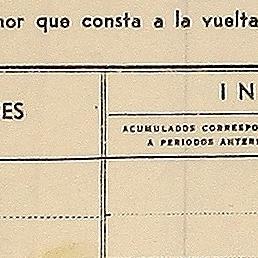 nor que consta a la vuelta
ES
I N
ACUMULADOS CORRESPO
A PERIODOS ANTER